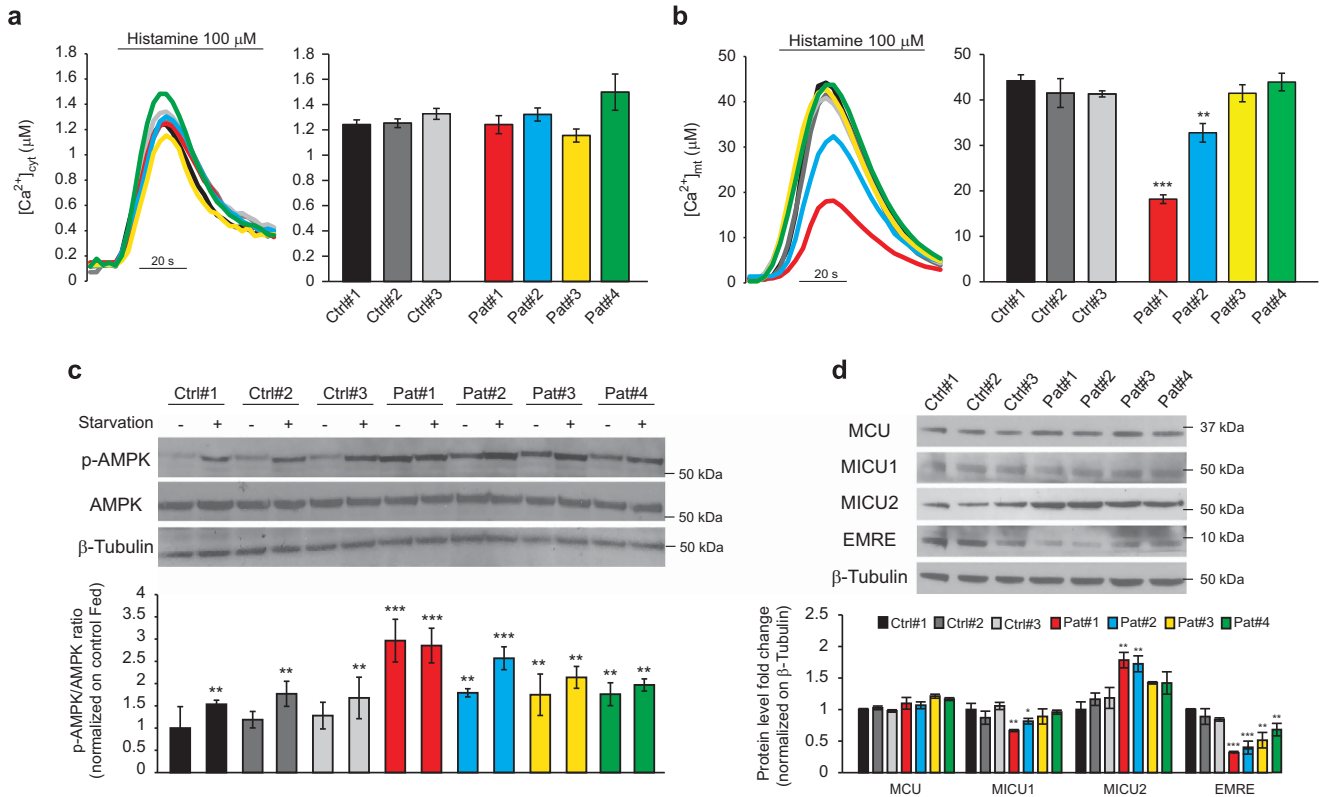 a
Histamine 100 μM
[Ca2+]cyt (μM)
1.8
1.6
1.4
1.2
1
0.8
0.6
0.4
0.2
0
20 s
1.8
1.6
1.4
1.2
1
0.8
0.6
0.4
0.2
0
Ctrl#1 Ctrl#2 Ctrl#3 Pat#1 Pat#2 Pat#3 Pat#4
b
Histamine 100 μM
[Ca2+]mt (μM)
50
40
30
20
10
0
20 s
50
40
30
20
10
0
*** **
Ctrl#1 Ctrl#2 Ctrl#3 Pat#1 Pat#2 Pat#3 Pat#4
c
Ctrl#1 Ctrl#2 Ctrl#3 Pat#1 Pat#2 Pat#3 Pat#4
Starvation - + - + - + - + - + - + - +
p-AMPK
50 kDa
AMPK
50 kDa
β-Tubulin
50 kDa
p-AMPK/AMPK ratio
(normalized on control Fed)
4
3.5
3
2.5
2
1.5
1
0.5
0
** ** ** *** *** ** *** ** ** ** **
d
Ctrl#1 Ctrl#2 Ctrl#3 Pat#1 Pat#2 Pat#3 Pat#4
MCU
37 kDa
MICU1
50 kDa
MICU2
50 kDa
EMRE
10 kDa
β-Tubulin
50 kDa
Protein level fold change
(normalized on β-Tubulin)
2.5
2
1.5
1
0.5
0
Ctrl#1 Ctrl#2 Ctrl#3 Pat#1 Pat#2 Pat#3 Pat#4
** * ** ** *** *** ** **
MCU MICU1 MICU2 EMRE